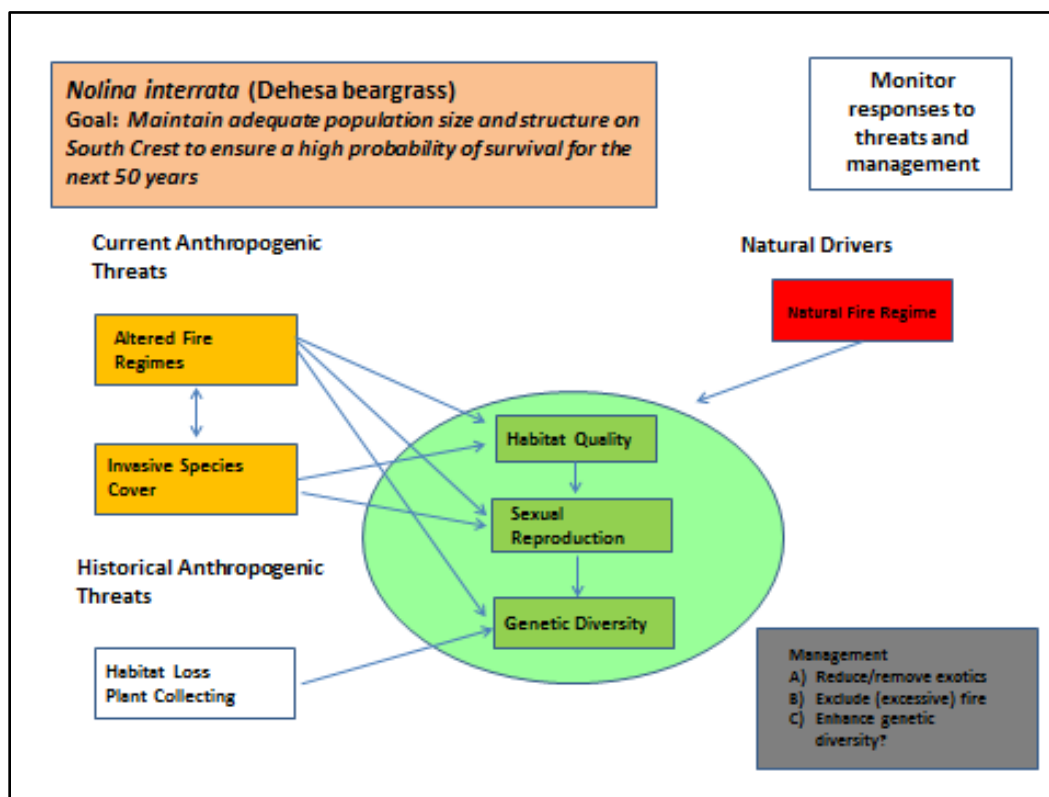 Nolina interrata (Dehesa beargrass)
Goal: Maintain adequate population size and structure on
South Crest to ensure a high probability of survival for the
next 50 years
Monitor
responses to
threats and
management
Current Anthropogenic
Threats
Natural Drivers
Natural Fire Regime
Altered Fire
Regimes
Habitat Quality
Invasive Species
Cover
Sexual
Reproduction
Historical Anthropogenic
Threats
Genetic Diversity
Habitat Loss
Plant Collecting
Management
A) Reduce/remove exotics
B) Exclude (excessive) fire
C) Enhance genetic
diversity?